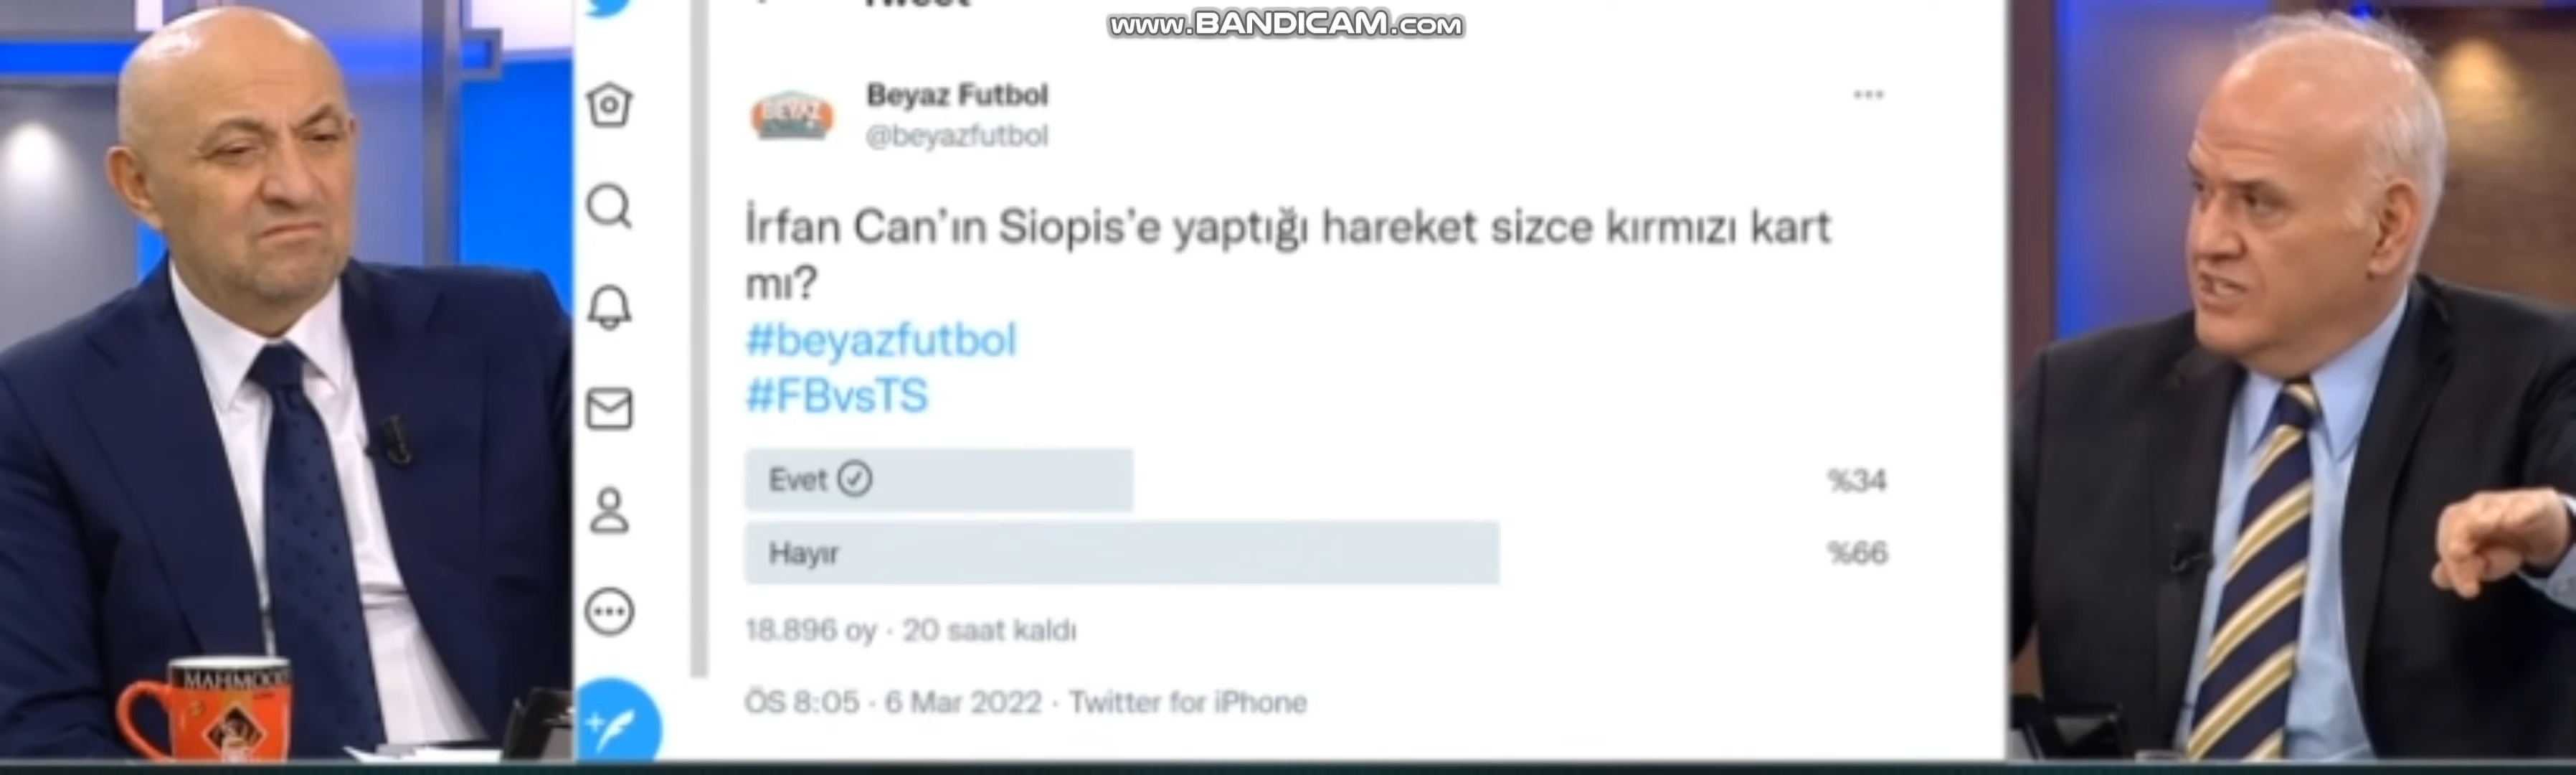 Tweet
www.BANDICAM.com
Beyaz Futbol
@beyazfutbol
BEYAZ
İrfan Can'ın Siopis'e yaptığı hareket sizce kırmızı kart
mı?
#beyazfutbol
#FBvsTS
Evet
%34
Hayır
%66
18.896 oy · 20 saat kaldı
ÖS 8:05 · 6 Mar 2022 · Twitter for iPhone
MAHMOOD